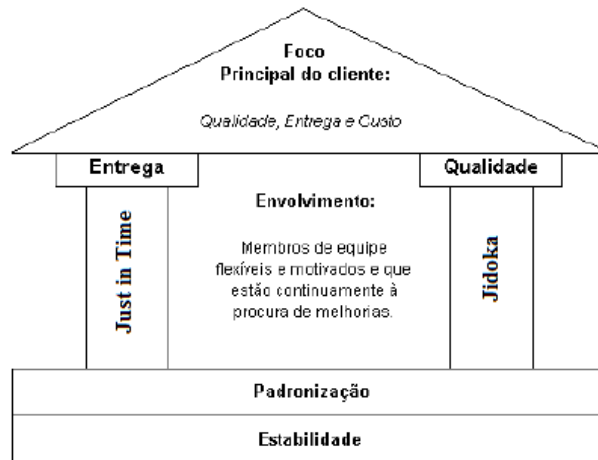 Foco
Principal do cliente:
Qualidade, Entrega e Custo
Entrega
Qualidade
Just in Time
Envolvimento:
Membros de equipe
flexíveis e motivados e que
estão continuamente à
procura de melhorias.
Jidoka
Padronização
Estabilidade